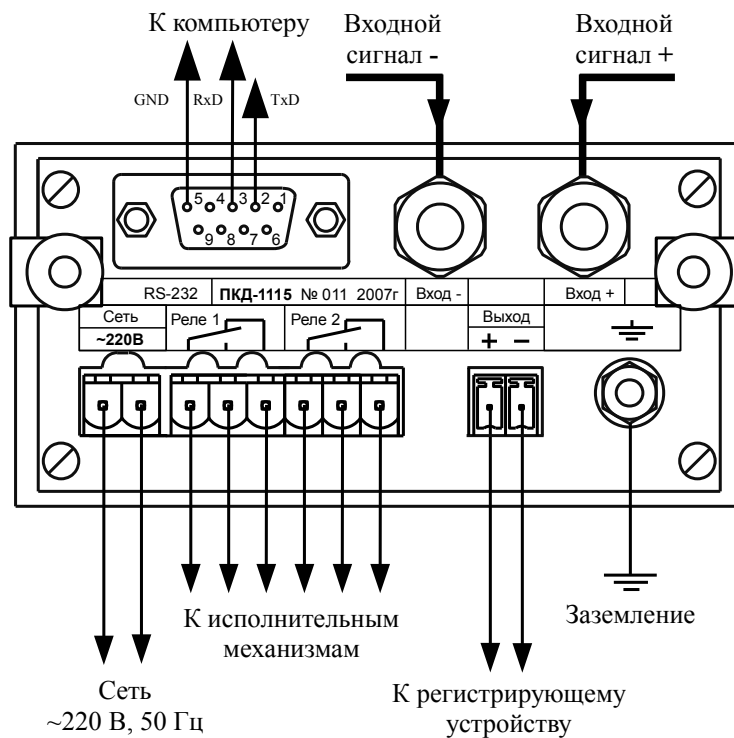 К компьютеру
Входной
сигнал -
Входной
сигнал +
GND RxD TxD
5 4 3 2 1
9 8 7 6
RS-232 ПКД-1115 № 011 2007г Вход - Вход +
Сеть
~220В
Реле 1
Реле 2
Выход
+ −
К исполнительным
механизмам
Заземление
Сеть
~220 В, 50 Гц
К регистрирующему
устройству